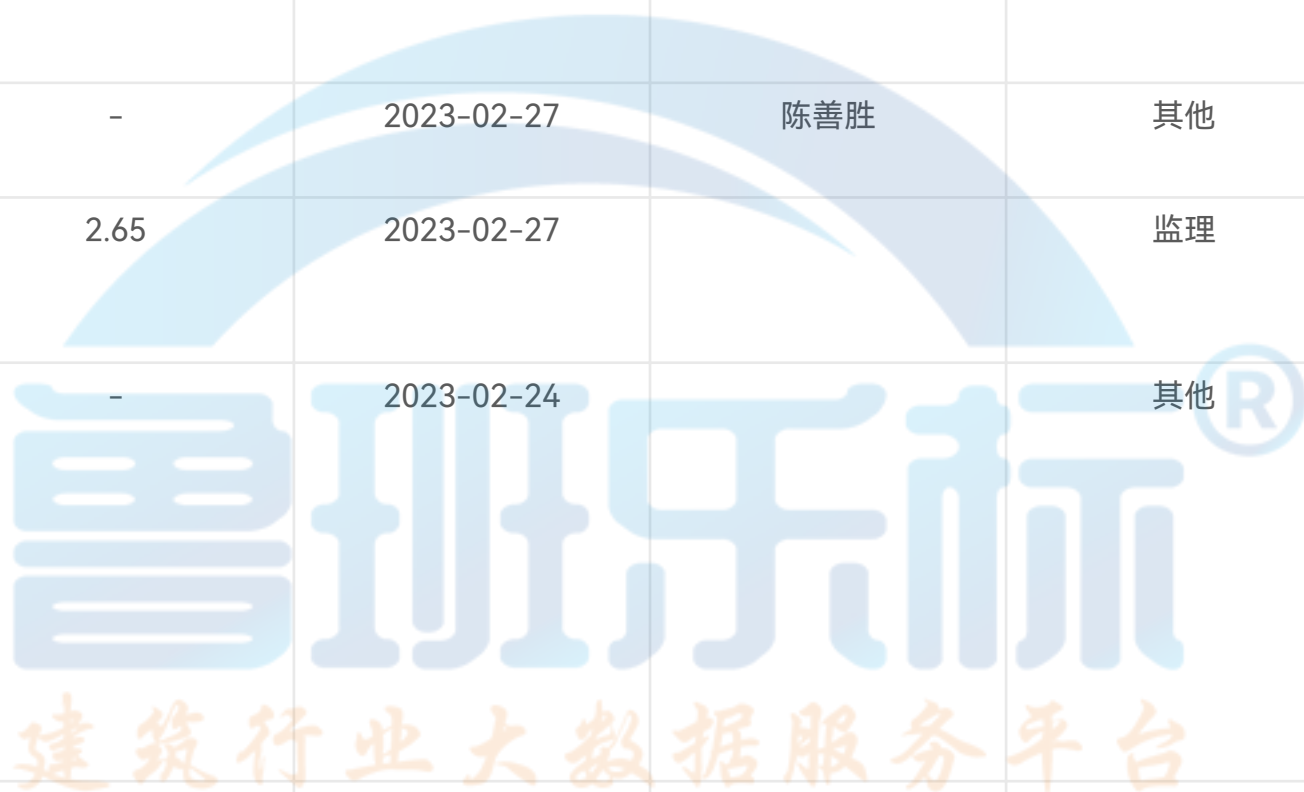 - 2023-02-27 陈善胜 其他
2.65 2023-02-27 监理
- 2023-02-24 其他
鲁班乐标®
建筑行业大数据服务平台